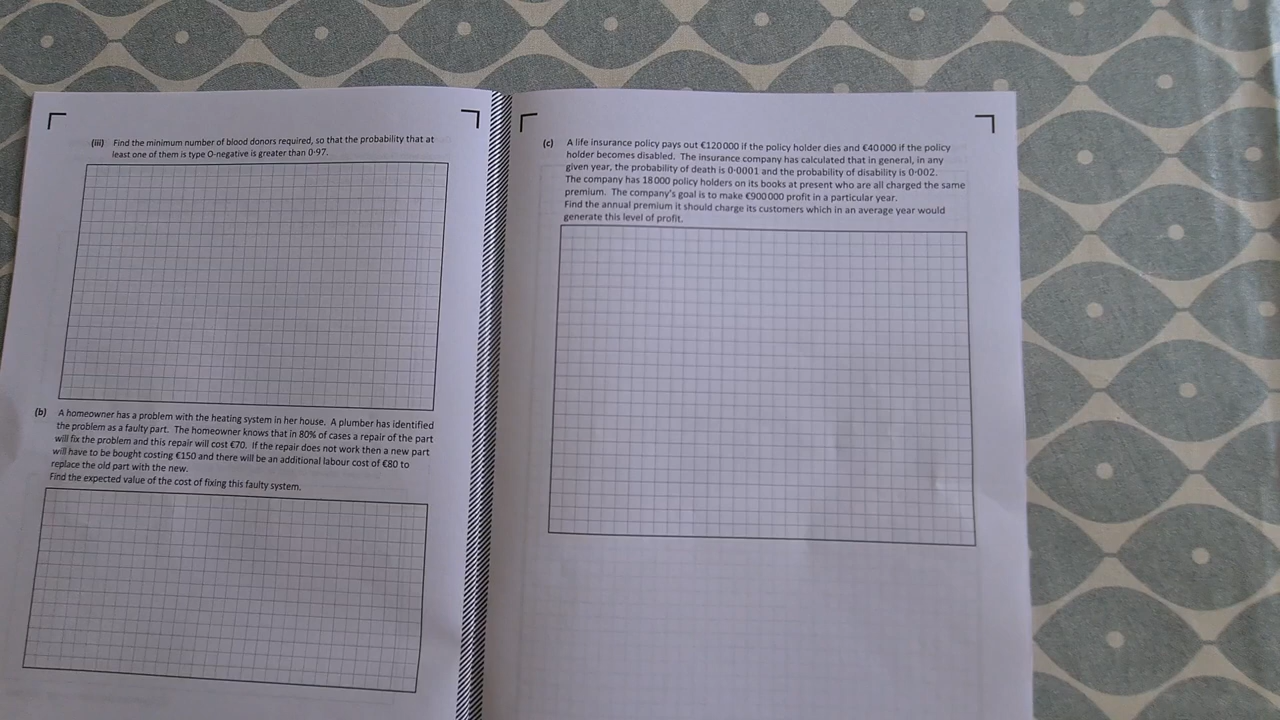 (iii) Find the minimum number of blood donors required, so that the probability that at
least one of them is type O-negative is greater than 0·97.
(b) A homeowner has a problem with the heating system in her house. A plumber has identified
the problem as a faulty part. The homeowner knows that in 80% of cases a repair of the part
will fix the problem and this repair will cost €70. If the repair does not work then a new part
will have to be bought costing €150 and there will be an additional labour cost of €80 to
replace the old part with the new.
Find the expected value of the cost of fixing this faulty system.
(c) A life insurance policy pays out €120 000 if the policy holder dies and €40 000 if the policy
holder becomes disabled. The insurance company has calculated that in general, in any
given year, the probability of death is 0·0001 and the probability of disability is 0·002.
The company has 18 000 policy holders on its books at present who are all charged the same
premium. The company's goal is to make €900 000 profit in a particular year.
Find the annual premium it should charge its customers which in an average year would
generate this level of profit.